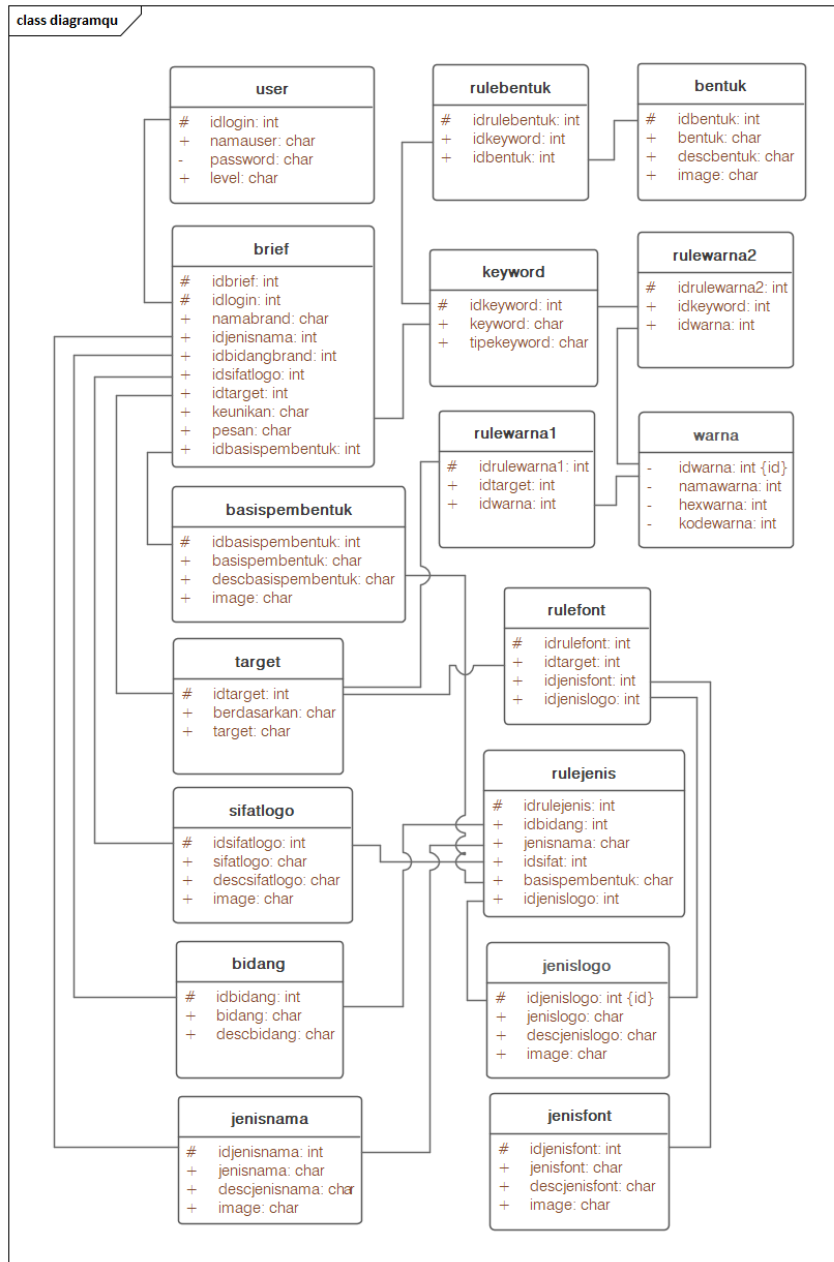 class diagramqu
user
# idlogin: int
+ namauser: char
- password: char
+ level: char
rulebentuk
# idrulebentuk: int
+ idkeyword: int
+ idbentuk: int
bentuk
# idbentuk: int
+ bentuk: char
+ descbentuk: char
+ image: char
brief
# idbrief: int
# idlogin: int
+ namabrand: char
+ idjenisnama: int
+ idbidangbrand: int
+ idsifatlogo: int
+ idtarget: int
+ keunikan: char
+ pesan: char
+ idbasispembentuk: int
keyword
# idkeyword: int
+ keyword: char
+ tipekeyword: char
rulewarna2
# idrulewarna2: int
+ idkeyword: int
+ idwarna: int
rulewarna1
# idrulewarna1: int
+ idtarget: int
+ idwarna: int
warna
- idwarna: int {id}
- namawarna: int
- hexwarna: int
- kodewarna: int
basispembentuk
# idbasispembentuk: int
+ basispembentuk: char
+ descbasispembentuk: char
+ image: char
target
# idtarget: int
+ berdasarkan: char
+ target: char
rulefont
# idrulefont: int
+ idtarget: int
+ idjenisfont: int
+ idjenislogo: int
sifatlogo
# idsifatlogo: int
+ sifatlogo: char
+ descsifatlogo: char
+ image: char
rulejenis
# idrulejenis: int
+ idbidang: int
+ jenisnama: char
+ idsifat: int
+ basispembentuk: char
+ idjenislogo: int
bidang
# idbidang: int
+ bidang: char
+ descbidang: char
jenislogo
# idjenislogo: int {id}
+ jenislogo: char
+ descjenislogo: char
+ image: char
jenisnama
# idjenisnama: int
+ jenisnama: char
+ descjenisnama: char
+ image: char
jenisfont
# idjenisfont: int
+ jenisfont: char
+ descjenisfont: char
+ image: char